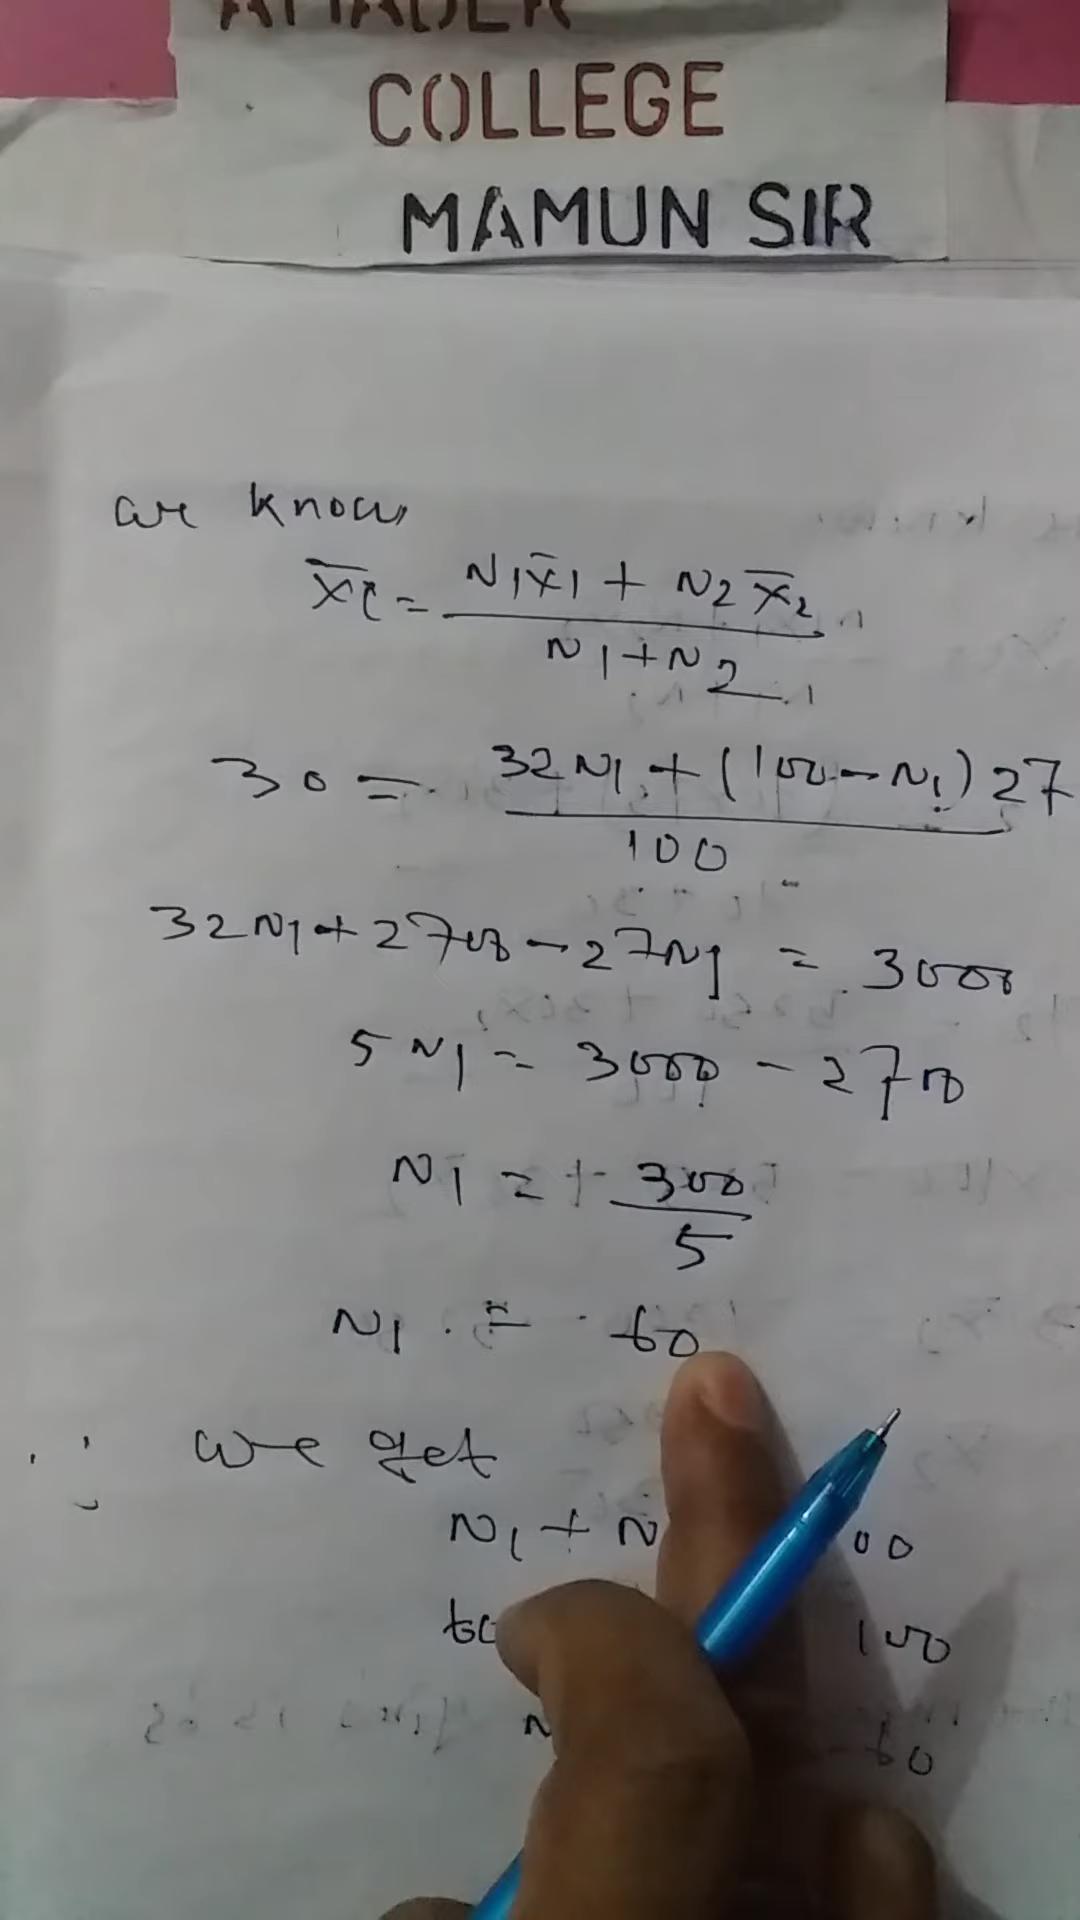 COLLEGE
MAMUN SIR
we know,
x̄c = (N1x̄1 + N2x̄2) / (N1+N2)
30 = (32N1 + (100-N1)27) / 100
32N1 + 2700 - 27N1 = 3000
5N1 = 3000 - 2700
N1 = 300 / 5
N1 = 60
∴ we get
N1 + N 00
60 100
N 60